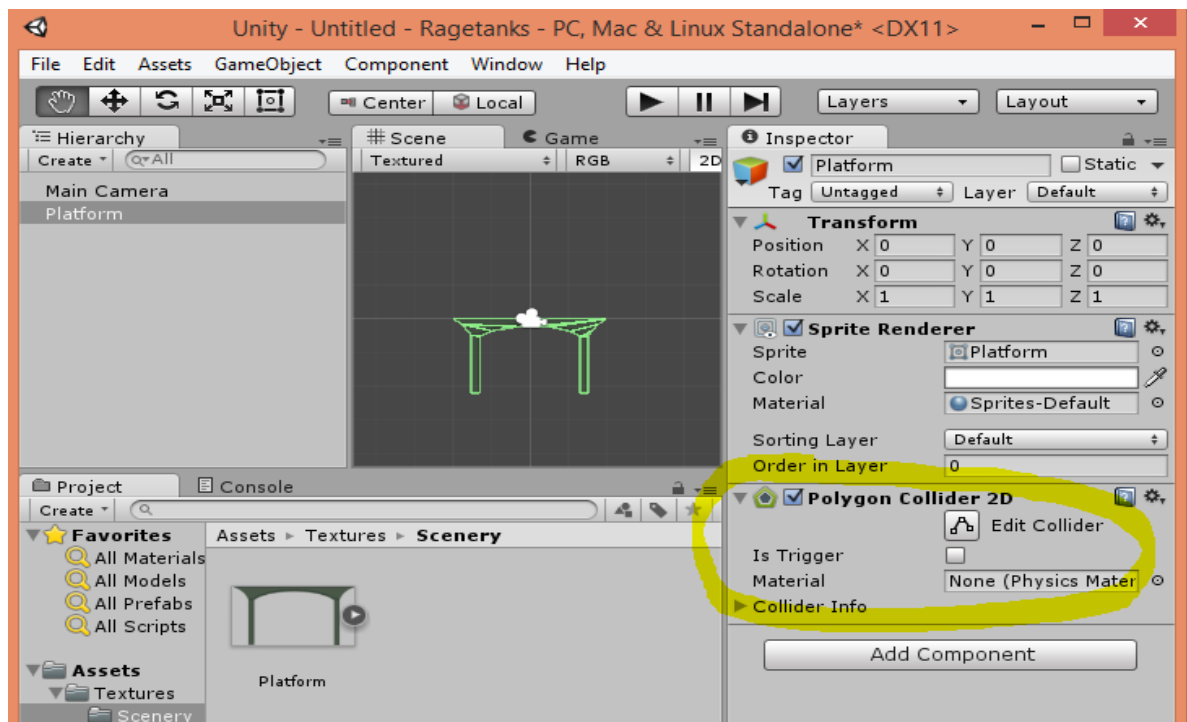 Unity - Untitled - Ragetanks - PC, Mac & Linux Standalone* <DX11>
File Edit Assets GameObject Component Window Help
Center Local Layers Layout
Hierarchy
Create All
Main Camera
Platform
Scene Game
Textured RGB 2D
Inspector
Platform Static
Tag Untagged Layer Default
Transform
Position X 0 Y 0 Z 0
Rotation X 0 Y 0 Z 0
Scale X 1 Y 1 Z 1
Sprite Renderer
Sprite Platform
Color
Material Sprites-Default
Sorting Layer Default
Order in Layer 0
Polygon Collider 2D
Edit Collider
Is Trigger
Material None (Physics Mater
Collider Info
Add Component
Project Console
Create
Favorites
All Materials
All Models
All Prefabs
All Scripts
Assets
Textures
Scenery
Assets Textures Scenery
Platform